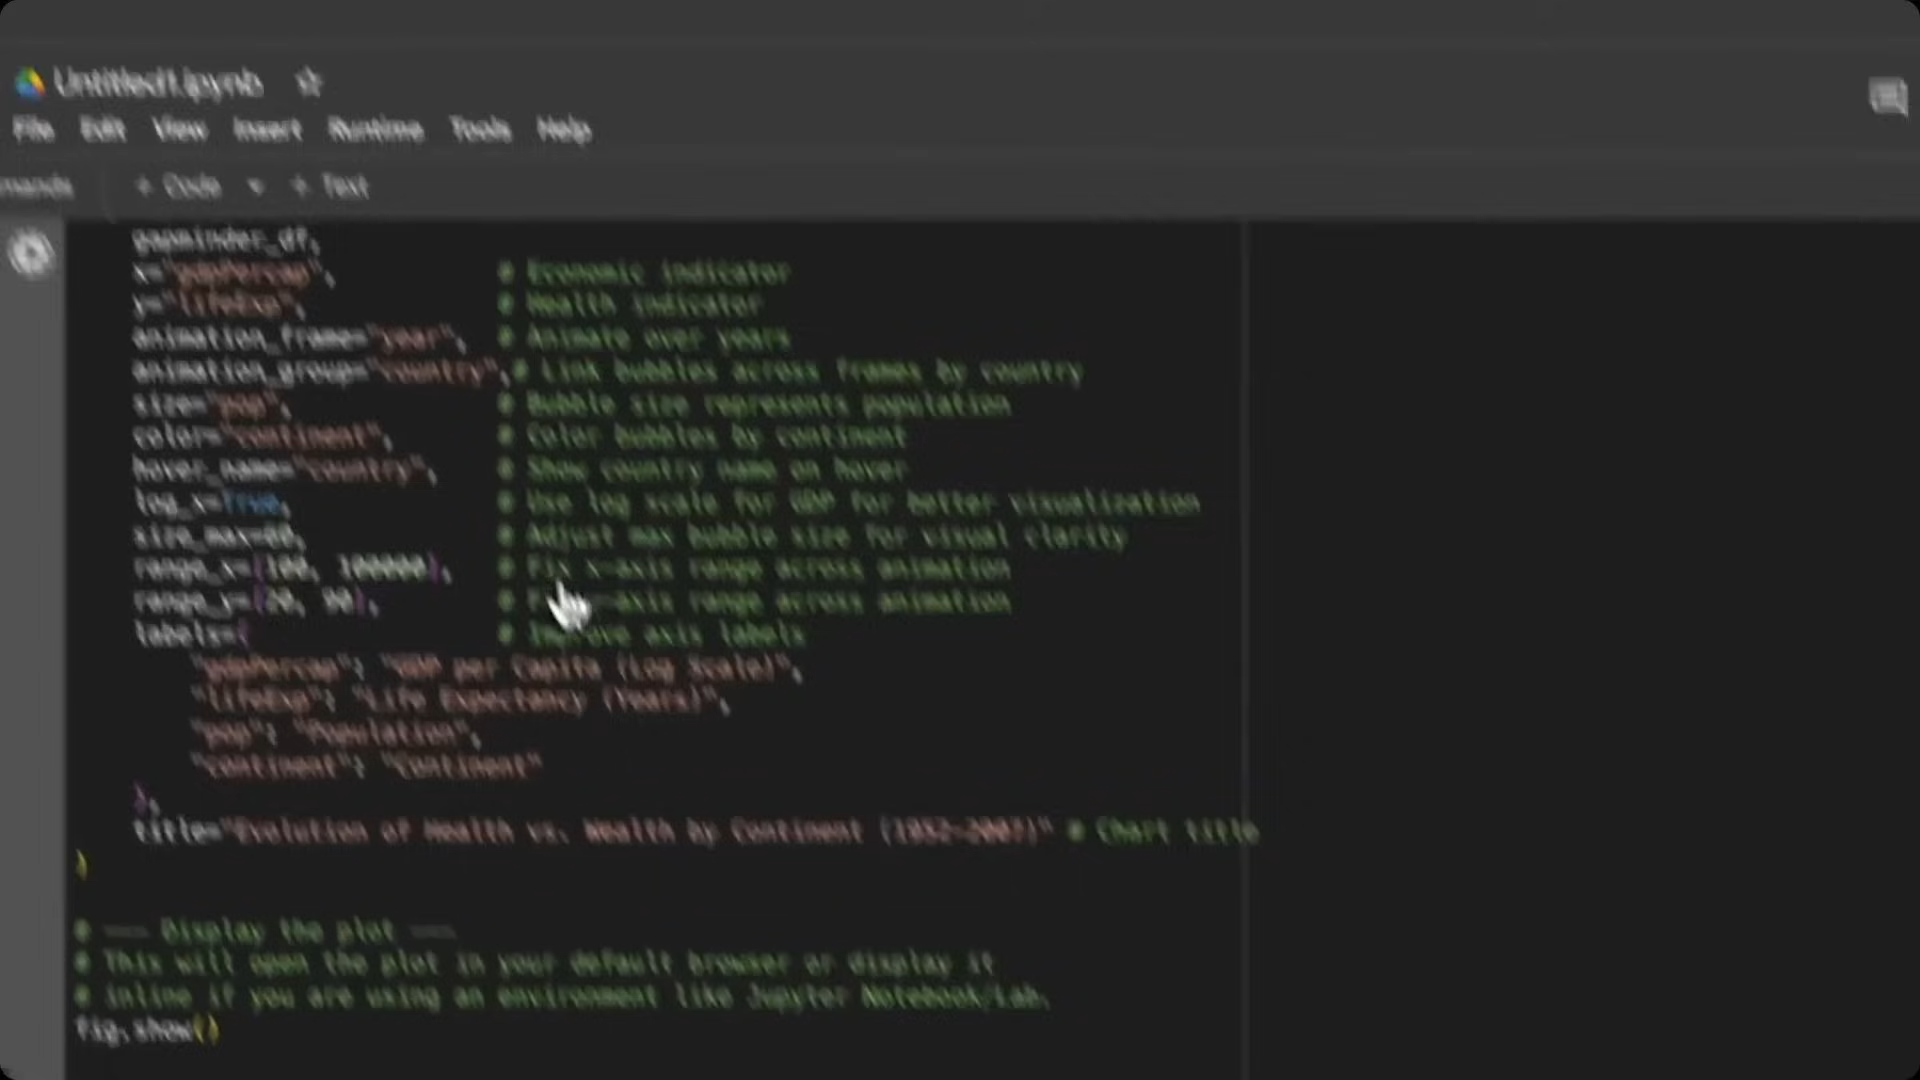 Untitled1.ipynb
File Edit View Insert Runtime Tools Help
mands + Code + Text
gapminder_df,
x="gdpPercap", # Economic indicator
y="lifeExp", # Health indicator
animation_frame="year", # Animate over years
animation_group="country",# Link bubbles across frames by country
size="pop", # Bubble size represents population
color="continent", # Color bubbles by continent
hover_name="country", # Show country name on hover
log_x=True, # Use log scale for GDP for better visualization
size_max=60, # Adjust max bubble size for visual clarity
range_x=[100, 100000], # Fix x-axis range across animation
range_y=[20, 90], # -axis range across animation
labels={ # Improve axis labels
"gdpPercap": "GDP per Capita (Log Scale)",
"lifeExp": "Life Expectancy (Years)",
"pop": "Population",
"continent": "Continent"
},
title="Evolution of Health vs. Wealth by Continent (1952-2007)" # Chart title
)
# --- Display the plot ---
# This will open the plot in your default browser or display it
# inline if you are using an environment like Jupyter Notebook/Lab.
fig.show()